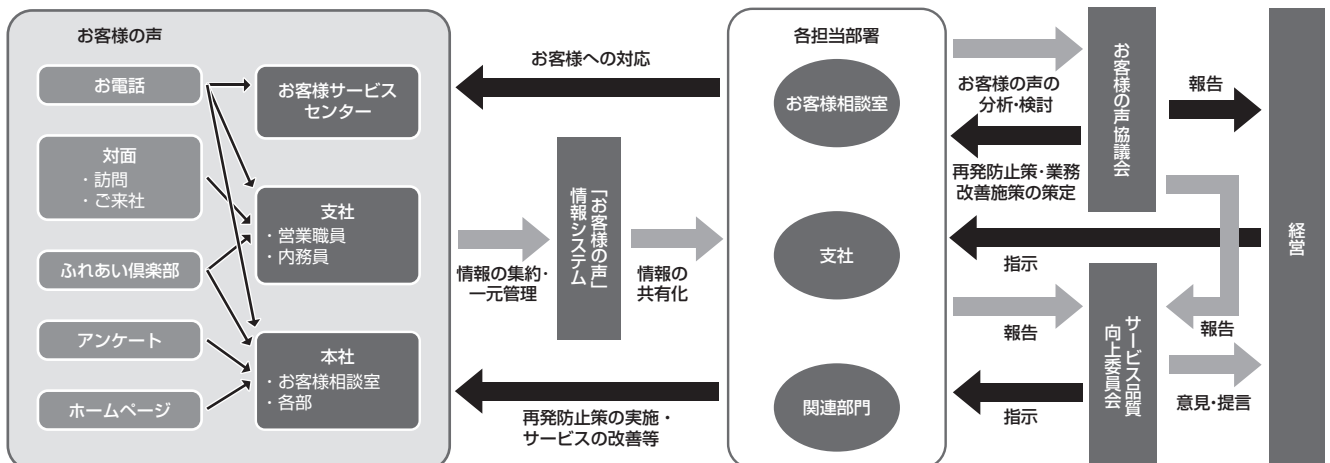 お客様の声
お電話
対面
・訪問
・ご来社
ふれあい倶楽部
アンケート
ホームページ
お客様サービス
センター
支社
・営業職員
・内務員
本社
・お客様相談室
・各部
お客様への対応
情報の集約・
一元管理
「お客様の声」
情報システム
情報の
共有化
再発防止策の実施・
サービスの改善等
各担当部署
お客様相談室
支社
関連部門
お客様の声の
分析・検討
再発防止策・業務
改善施策の策定
指示
報告
指示
お客様の声協議会
サービス品質
向上委員会
報告
報告
意見・提言
経営